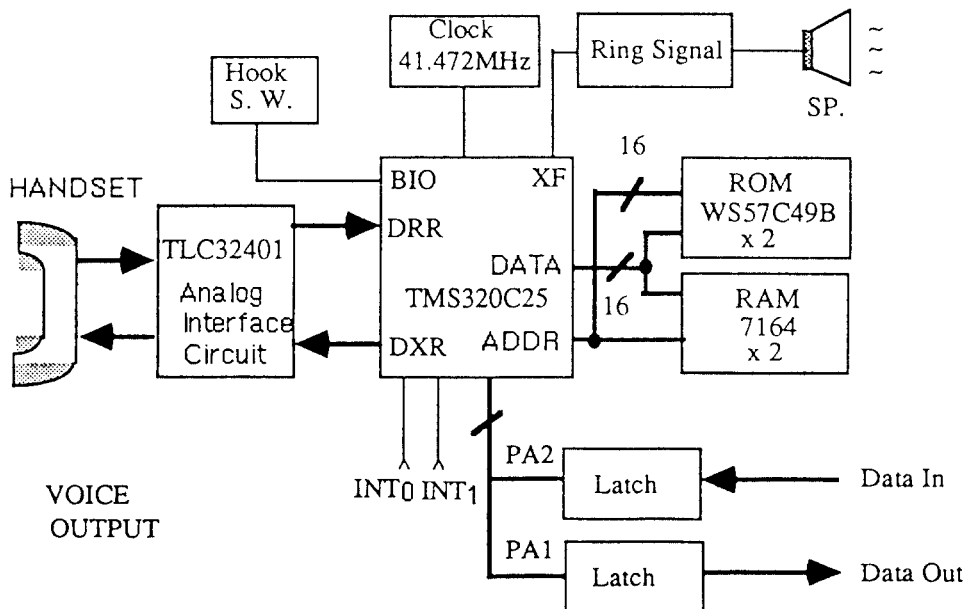 Clock
41.472MHz
Ring Signal
~
~
~
SP.
Hook
S. W.
16
BIO
XF
ROM
WS57C49B
x 2
HANDSET
TLC32401
Analog
Interface
Circuit
DRR
DATA
TMS320C25
16
RAM
7164
x 2
DXR
ADDR
INT0
INT1
PA2
Latch
Data In
VOICE
OUTPUT
PA1
Latch
Data Out